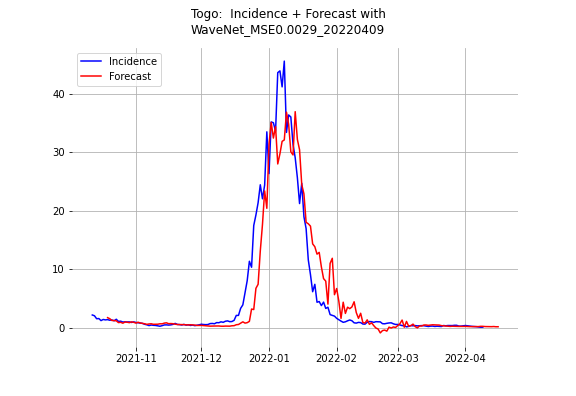 Togo:  Incidence + Forecast with
WaveNet_MSE0.0029_20220409
Incidence
Forecast
40
30
20
10
0
2021-11
2021-12
2022-01
2022-02
2022-03
2022-04